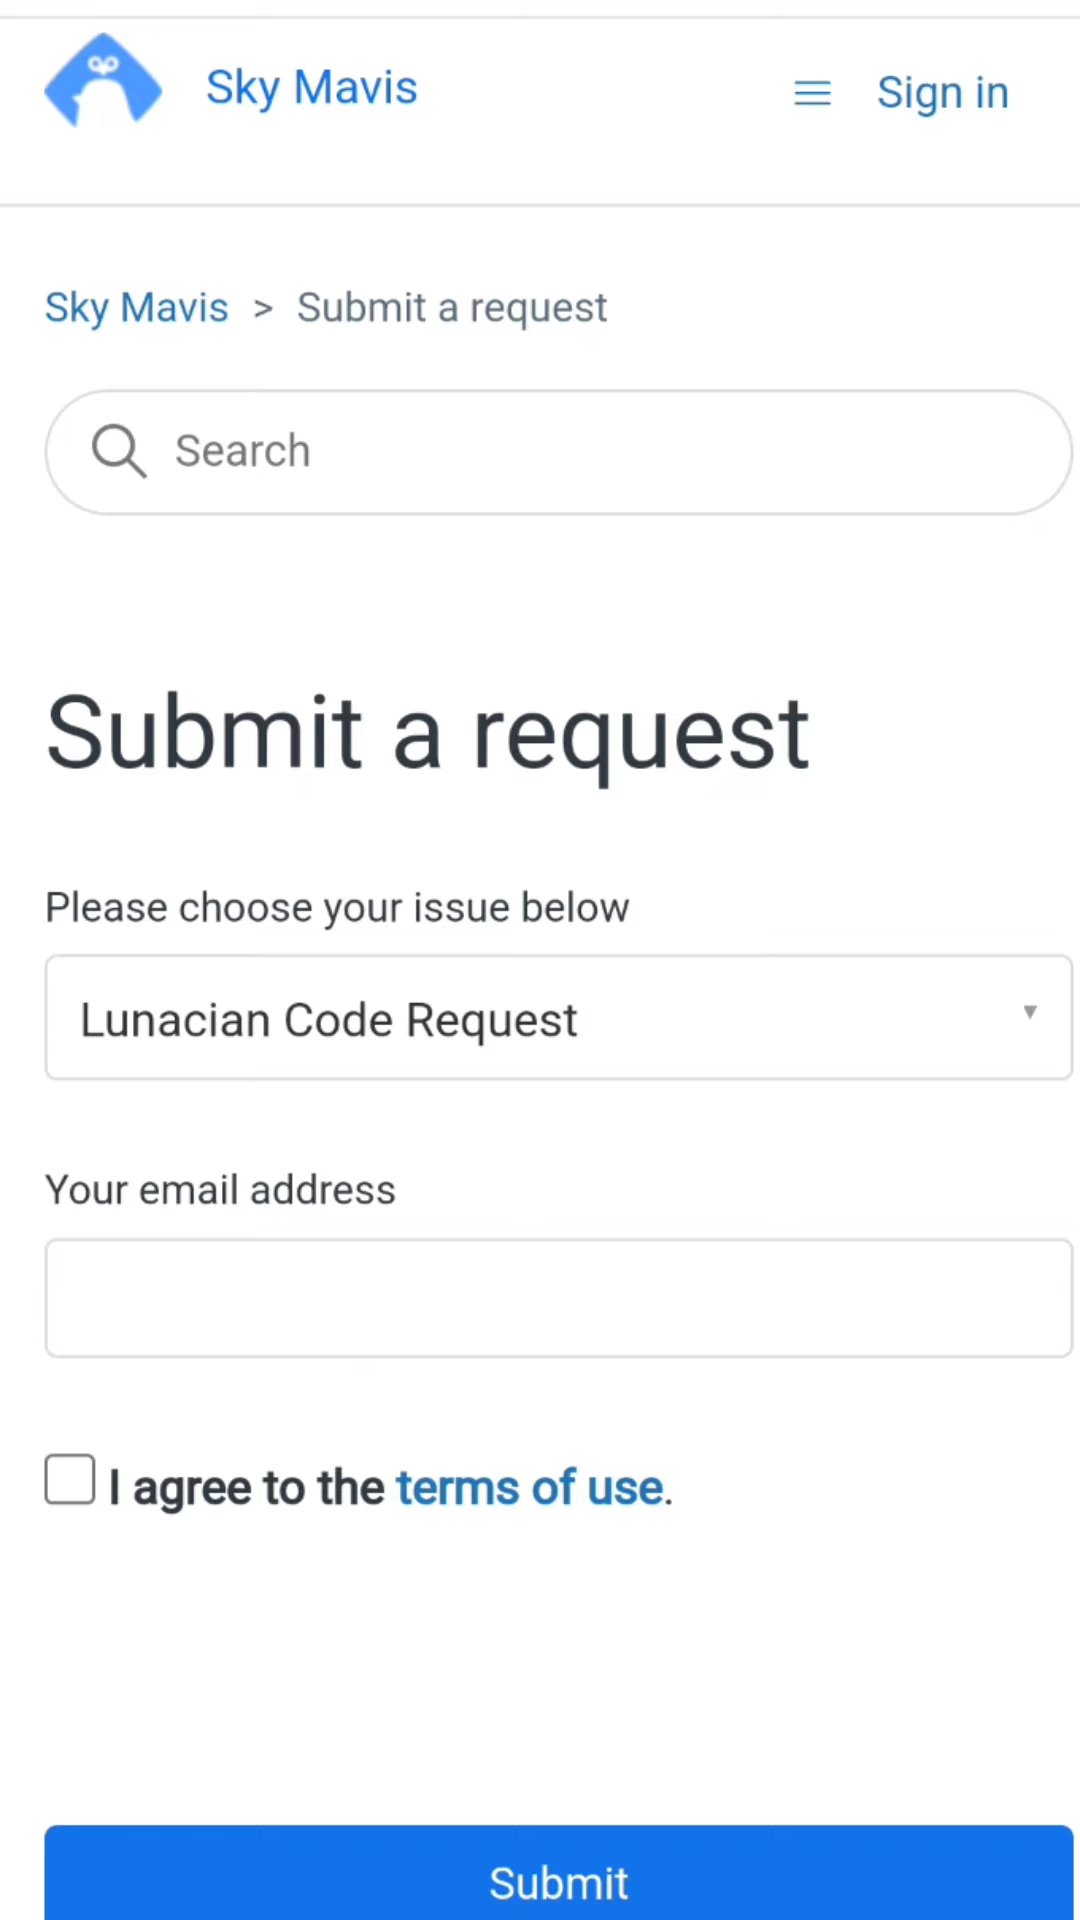 Sky Mavis
Sign in
Sky Mavis > Submit a request
Search
Submit a request
Please choose your issue below
Lunacian Code Request
Your email address
I agree to the terms of use.
Submit